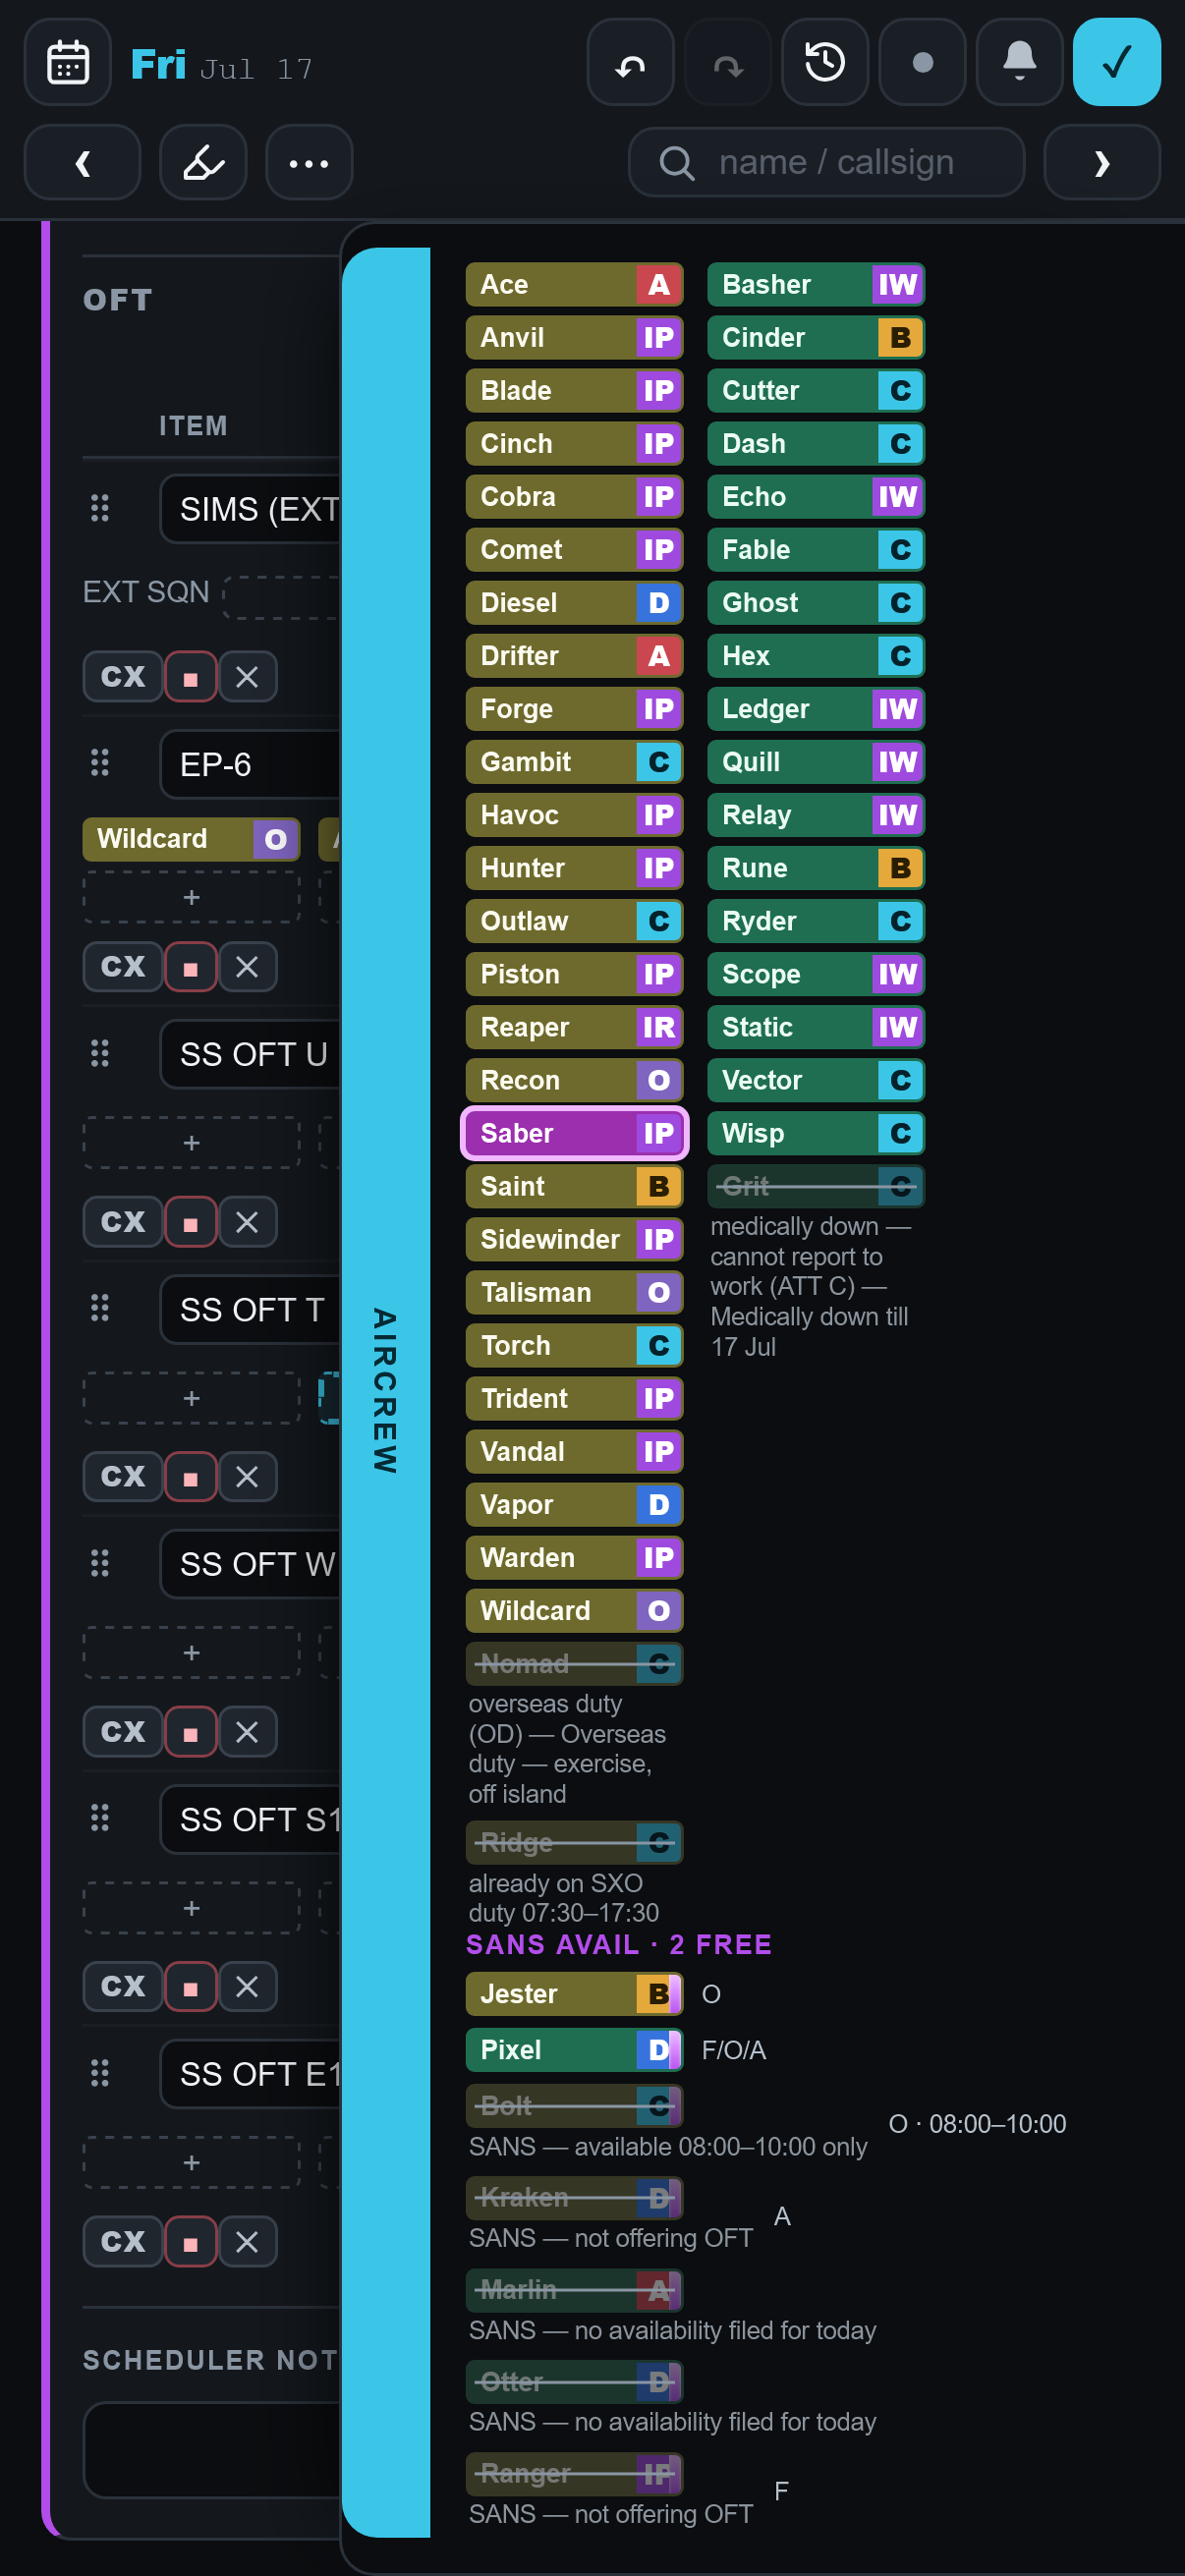 Fri Jul 17
name / callsign
OFT
ITEM
SIMS (EXT
EXT SQN
CX
EP-6
Wildcard O
+
CX
SS OFT U
+
CX
SS OFT T
+
CX
SS OFT W
+
CX
SS OFT S1
+
CX
SS OFT E1
+
CX
SCHEDULER NOT
AIRCREW
Ace A
Anvil IP
Blade IP
Cinch IP
Cobra IP
Comet IP
Diesel D
Drifter A
Forge IP
Gambit C
Havoc IP
Hunter IP
Outlaw C
Piston IP
Reaper IR
Recon O
Saber IP
Saint B
Sidewinder IP
Talisman O
Torch C
Trident IP
Vandal IP
Vapor D
Warden IP
Wildcard O
Nomad C
overseas duty
(OD) — Overseas
duty — exercise,
off island
Ridge C
already on SXO
duty 07:30–17:30
Basher IW
Cinder B
Cutter C
Dash C
Echo IW
Fable C
Ghost C
Hex C
Ledger IW
Quill IW
Relay IW
Rune B
Ryder C
Scope IW
Static IW
Vector C
Wisp C
Grit C
medically down —
cannot report to
work (ATT C) —
Medically down till
17 Jul
SANS AVAIL · 2 FREE
Jester B O
Pixel D F/O/A
Bolt C
O · 08:00–10:00
SANS — available 08:00–10:00 only
Kraken D
A
SANS — not offering OFT
Marlin A
SANS — no availability filed for today
Otter D
SANS — no availability filed for today
Ranger IP
F
SANS — not offering OFT